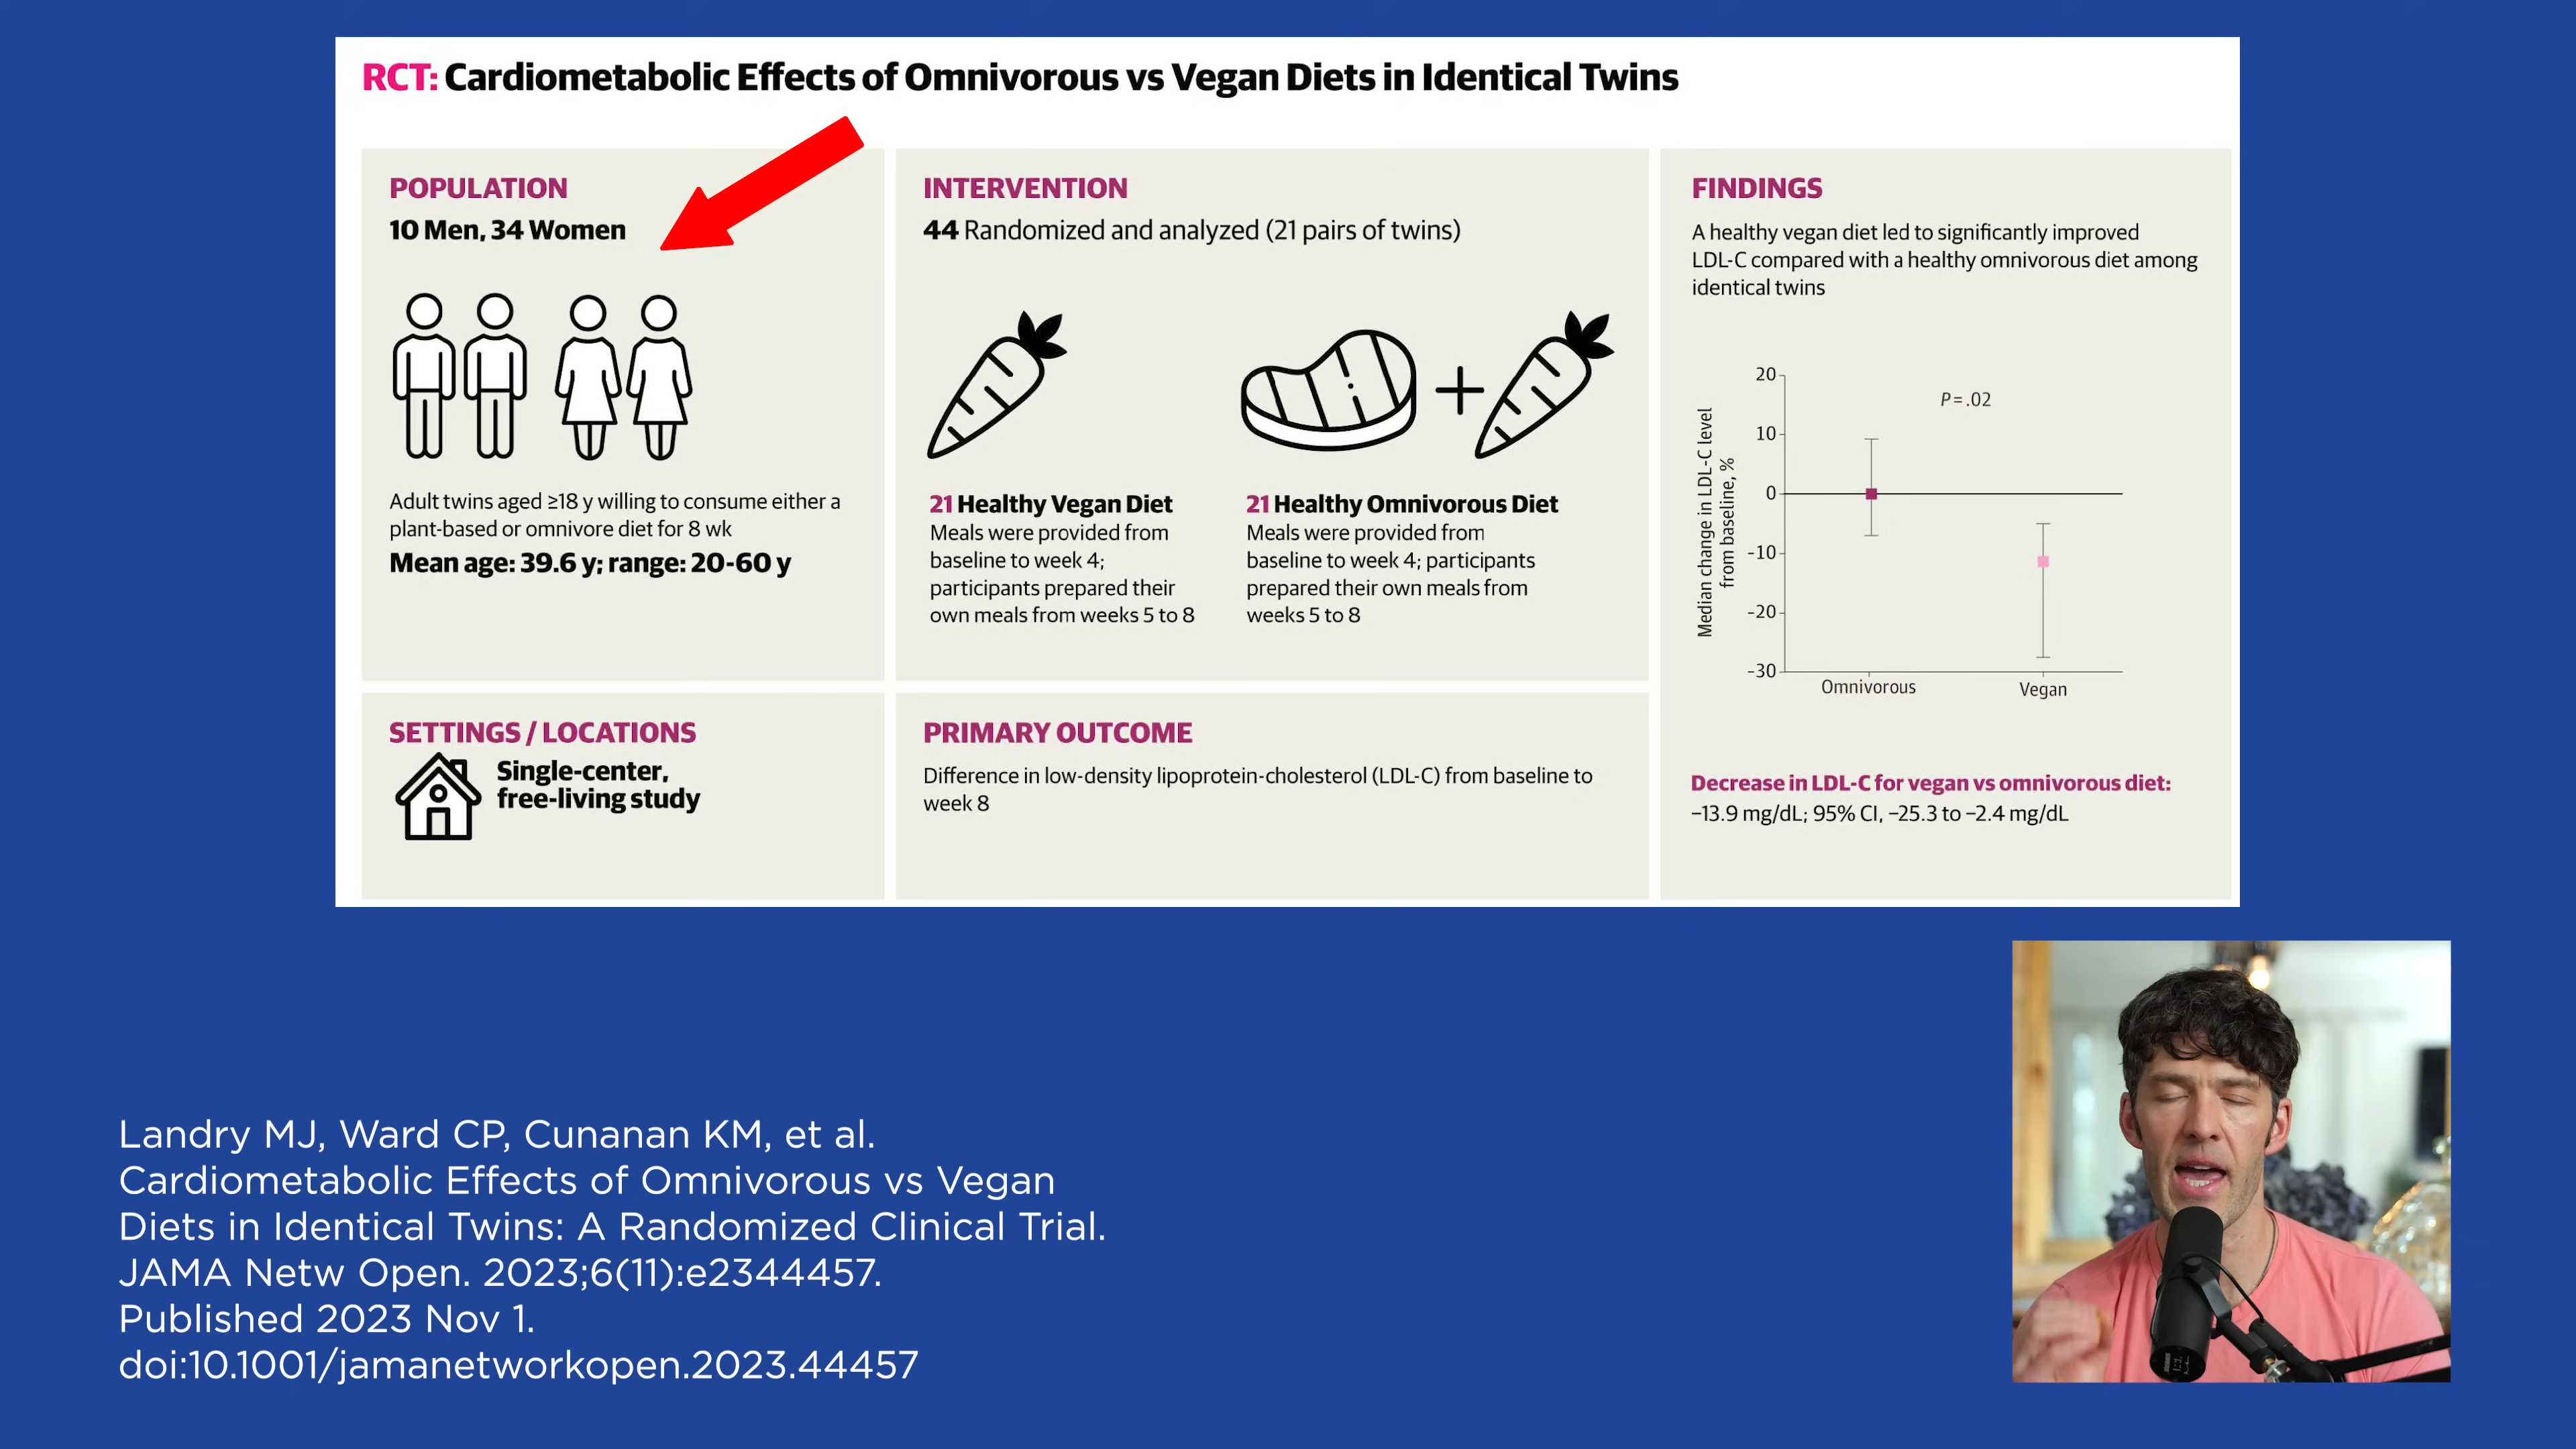 RCT: Cardiometabolic Effects of Omnivorous vs Vegan Diets in Identical Twins
POPULATION
10 Men, 34 Women
Adult twins aged ≥18 y willing to consume either a
plant-based or omnivore diet for 8 wk
Mean age: 39.6 y; range: 20-60 y
INTERVENTION
44 Randomized and analyzed (21 pairs of twins)
21 Healthy Vegan Diet
Meals were provided from
baseline to week 4;
participants prepared their
own meals from weeks 5 to 8
21 Healthy Omnivorous Diet
Meals were provided from
baseline to week 4; participants
prepared their own meals from
weeks 5 to 8
FINDINGS
A healthy vegan diet led to significantly improved
LDL-C compared with a healthy omnivorous diet among
identical twins
Median change in LDL-C level
from baseline, %
20
10
0
−10
−20
−30
P = .02
Omnivorous
Vegan
Decrease in LDL-C for vegan vs omnivorous diet:
−13.9 mg/dL; 95% CI, −25.3 to −2.4 mg/dL
SETTINGS / LOCATIONS
Single-center,
free-living study
PRIMARY OUTCOME
Difference in low-density lipoprotein-cholesterol (LDL-C) from baseline to
week 8
Landry MJ, Ward CP, Cunanan KM, et al.
Cardiometabolic Effects of Omnivorous vs Vegan
Diets in Identical Twins: A Randomized Clinical Trial.
JAMA Netw Open. 2023;6(11):e2344457.
Published 2023 Nov 1.
doi:10.1001/jamanetworkopen.2023.44457